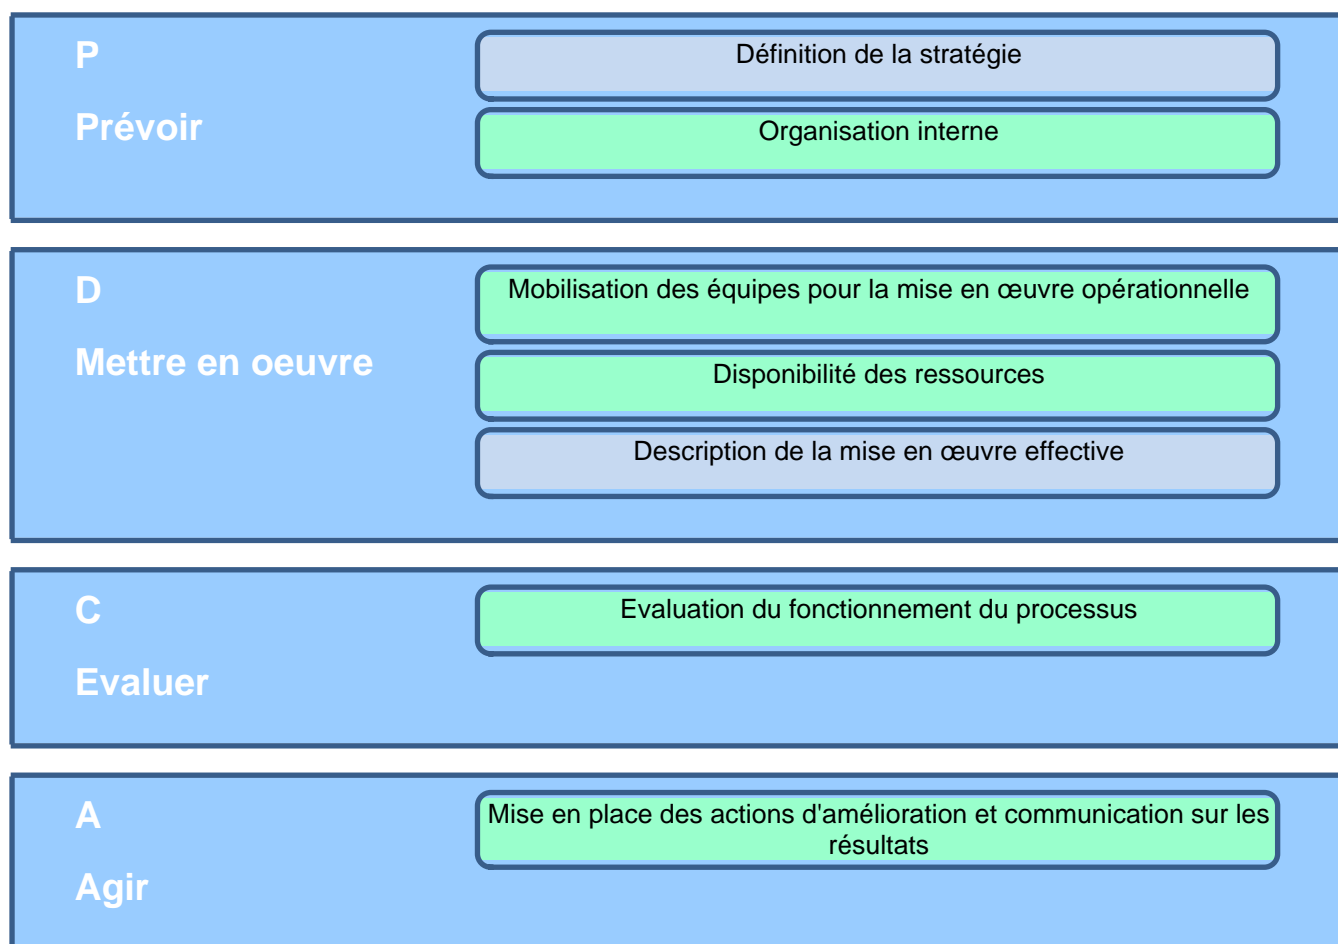 P
Prévoir
Définition de la stratégie
Organisation interne
D
Mettre en oeuvre
Mobilisation des équipes pour la mise en œuvre opérationnelle
Disponibilité des ressources
Description de la mise en œuvre effective
C
Evaluer
Evaluation du fonctionnement du processus
A
Agir
Mise en place des actions d'amélioration et communication sur les
résultats